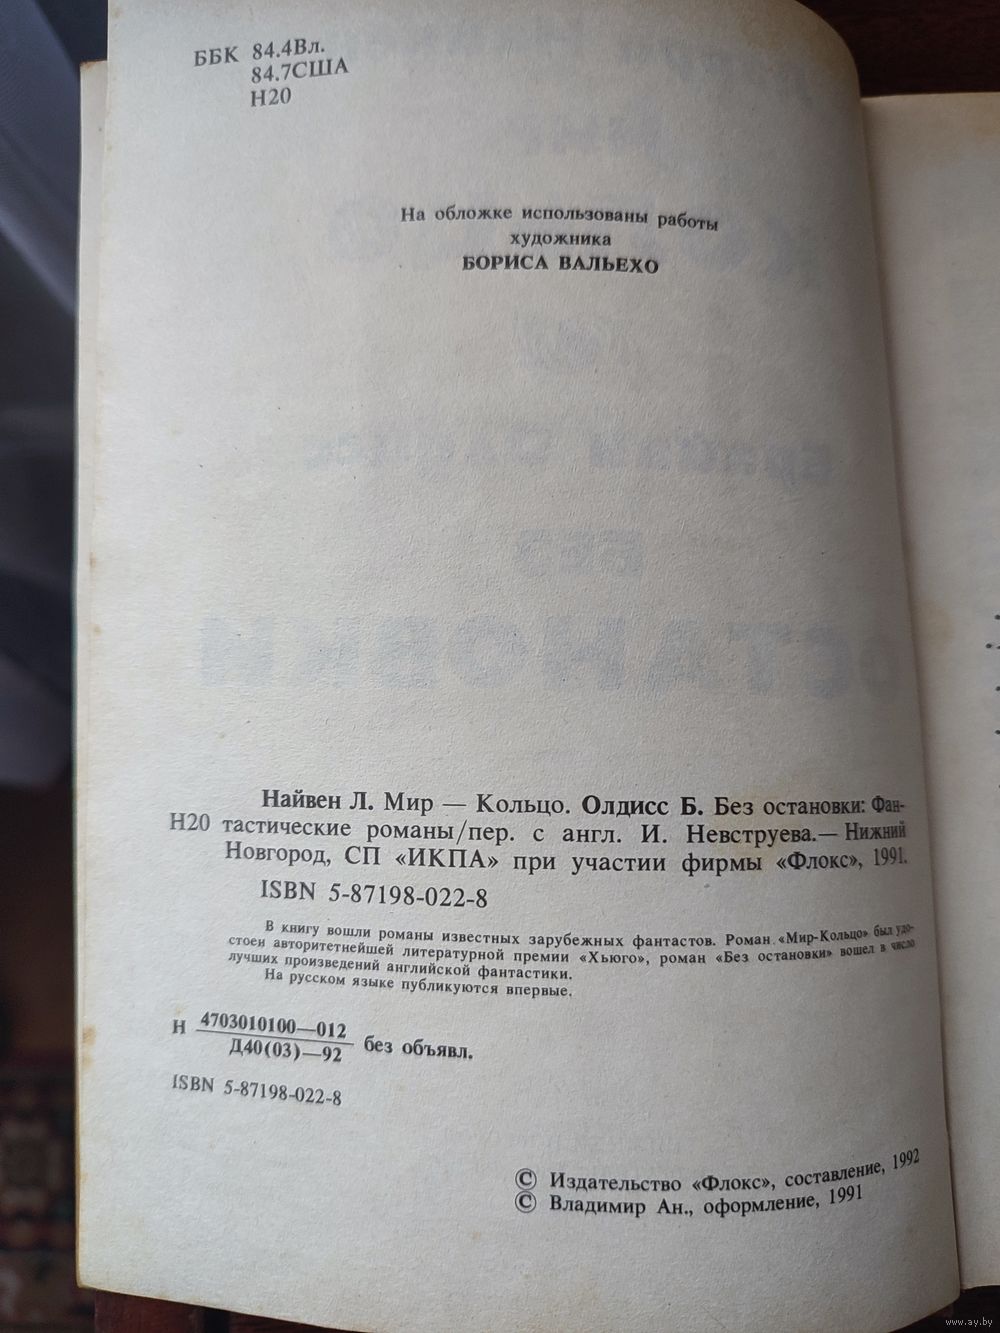 ББК 84.4Вл.
84.7США
Н20
На обложке использованы работы
художника
БОРИСА ВАЛЬЕХО
Найвен Л. Мир — Кольцо. Олдисс Б. Без остановки: Фан-
Н20 тастические романы/пер. с англ. И. Невструева.— Нижний
Новгород, СП «ИКПА» при участии фирмы «Флокс», 1991.
ISBN 5-87198-022-8
В книгу вошли романы известных зарубежных фантастов. Роман «Мир-Кольцо» был удо-
стоен авторитетнейшей литературной премии «Хьюго», роман «Без остановки» вошел в число
лучших произведений английской фантастики.
На русском языке публикуются впервые.
Н 4703010100—012
Д40(03)—92 без объявл.
ISBN 5-87198-022-8
© Издательство «Флокс», составление, 1992
© Владимир Ан., оформление, 1991
www.ay.by